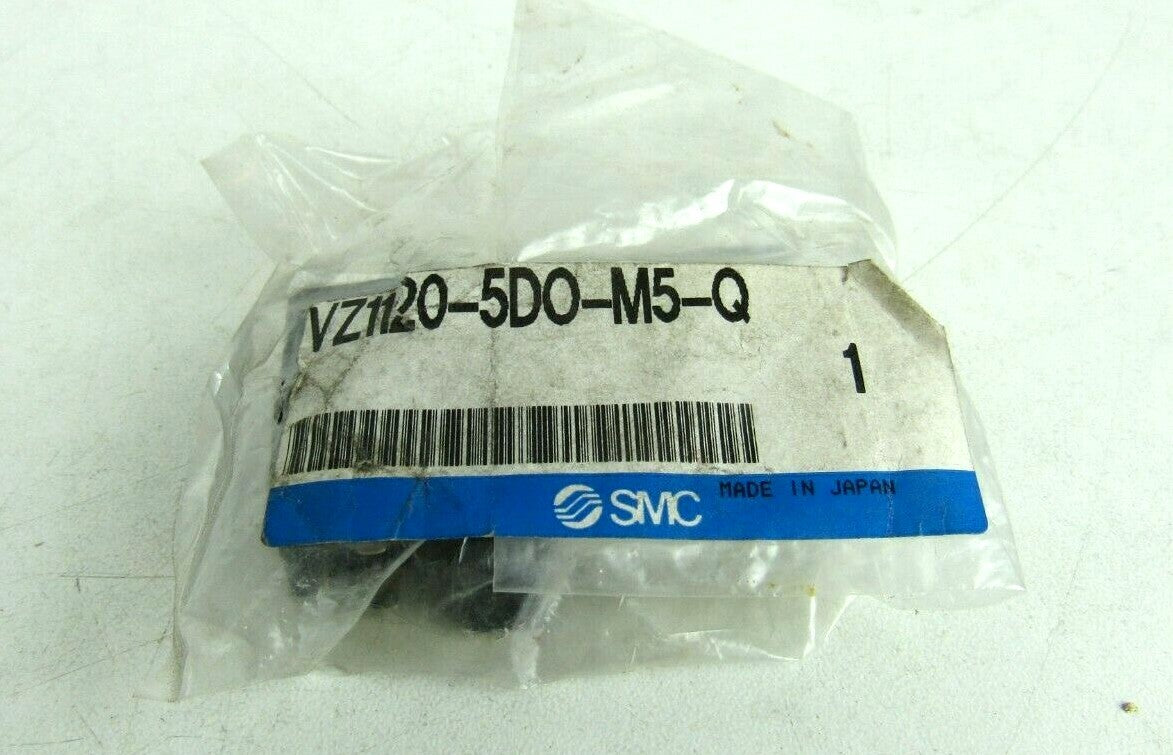 VZ1120-5DO-M5-Q
1
SMC MADE IN JAPAN